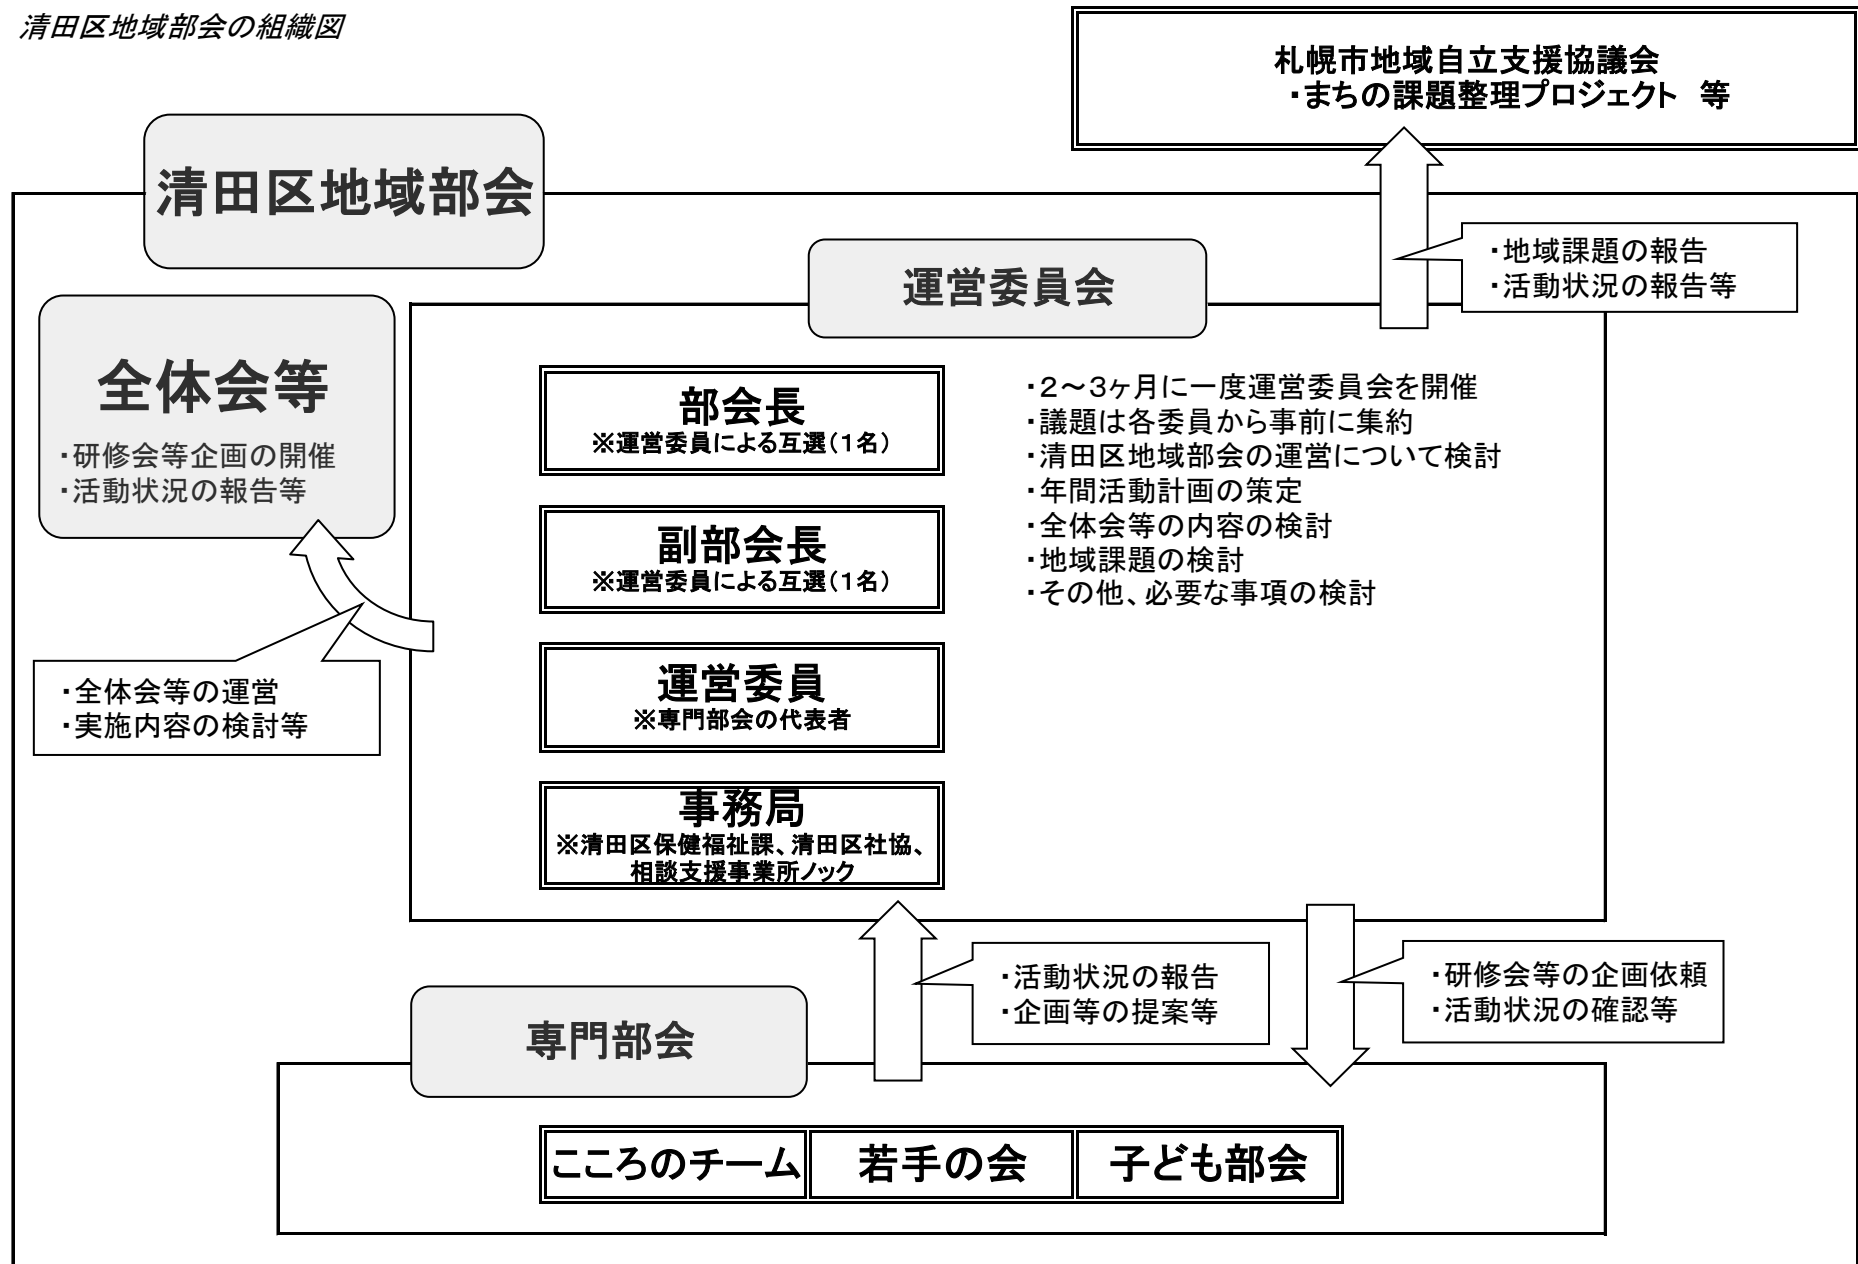 清田区地域部会の組織図
札幌市地域自立支援協議会
・まちの課題整理プロジェクト　等
清田区地域部会
運営委員会
・地域課題の報告
・活動状況の報告等
全体会等
・研修会等企画の開催
・活動状況の報告等
部会長
※運営委員による互選（1名）
副部会長
※運営委員による互選（1名）
運営委員
※専門部会の代表者
事務局
※清田区保健福祉課、清田区社協、
相談支援事業所ノック
・２～３ヶ月に一度運営委員会を開催
・議題は各委員から事前に集約
・清田区地域部会の運営について検討
・年間活動計画の策定
・全体会等の内容の検討
・地域課題の検討
・その他、必要な事項の検討
・全体会等の運営
・実施内容の検討等
・活動状況の報告
・企画等の提案等
・研修会等の企画依頼
・活動状況の確認等
専門部会
こころのチーム
若手の会
子ども部会